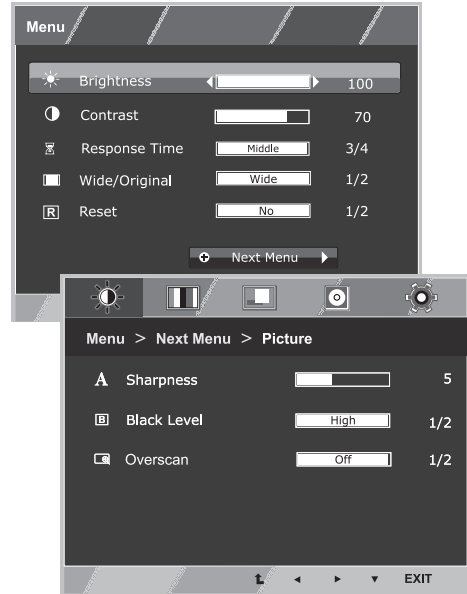 Menu
Brightness 100
Contrast 70
Response Time Middle 3/4
Wide/Original Wide 1/2
R Reset No 1/2
Next Menu
Menu > Next Menu > Picture
A Sharpness 5
B Black Level High 1/2
Overscan Off 1/2
EXIT